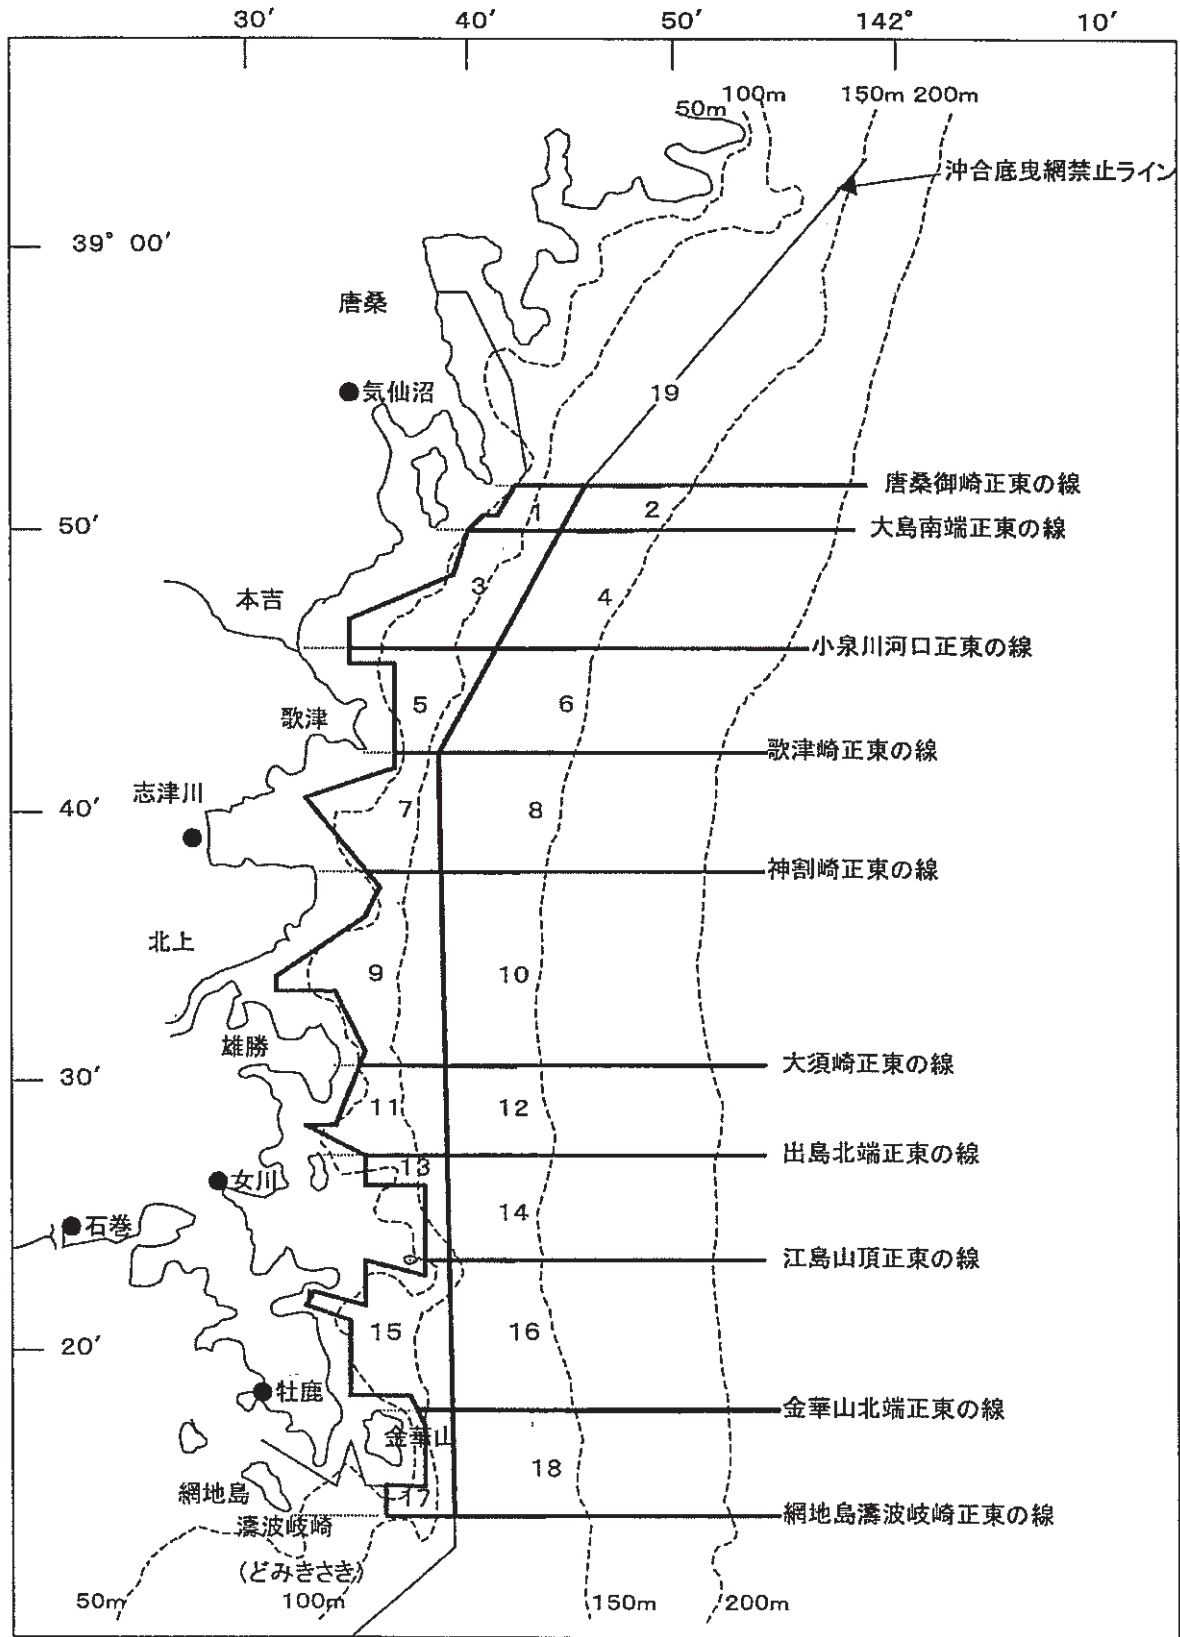 30′ 40′ 50′ 142° 10′
50m 100m 150m 200m
沖合底曳網禁止ライン
39° 00′
唐桑
気仙沼
19
唐桑御崎正東の線
1 2
50′
大島南端正東の線
3 4
本吉
小泉川河口正東の線
5 6
歌津
歌津崎正東の線
志津川
40′
7 8
神割崎正東の線
北上
9 10
雄勝
大須崎正東の線
30′
11 12
出島北端正東の線
13
女川
14
石巻
江島山頂正東の線
15 16
20′
牡鹿
金華山北端正東の線
金華山
18
網地島
17
網地島濤波岐崎正東の線
濤波岐崎
(どみきさき)
50m 100m 150m 200m